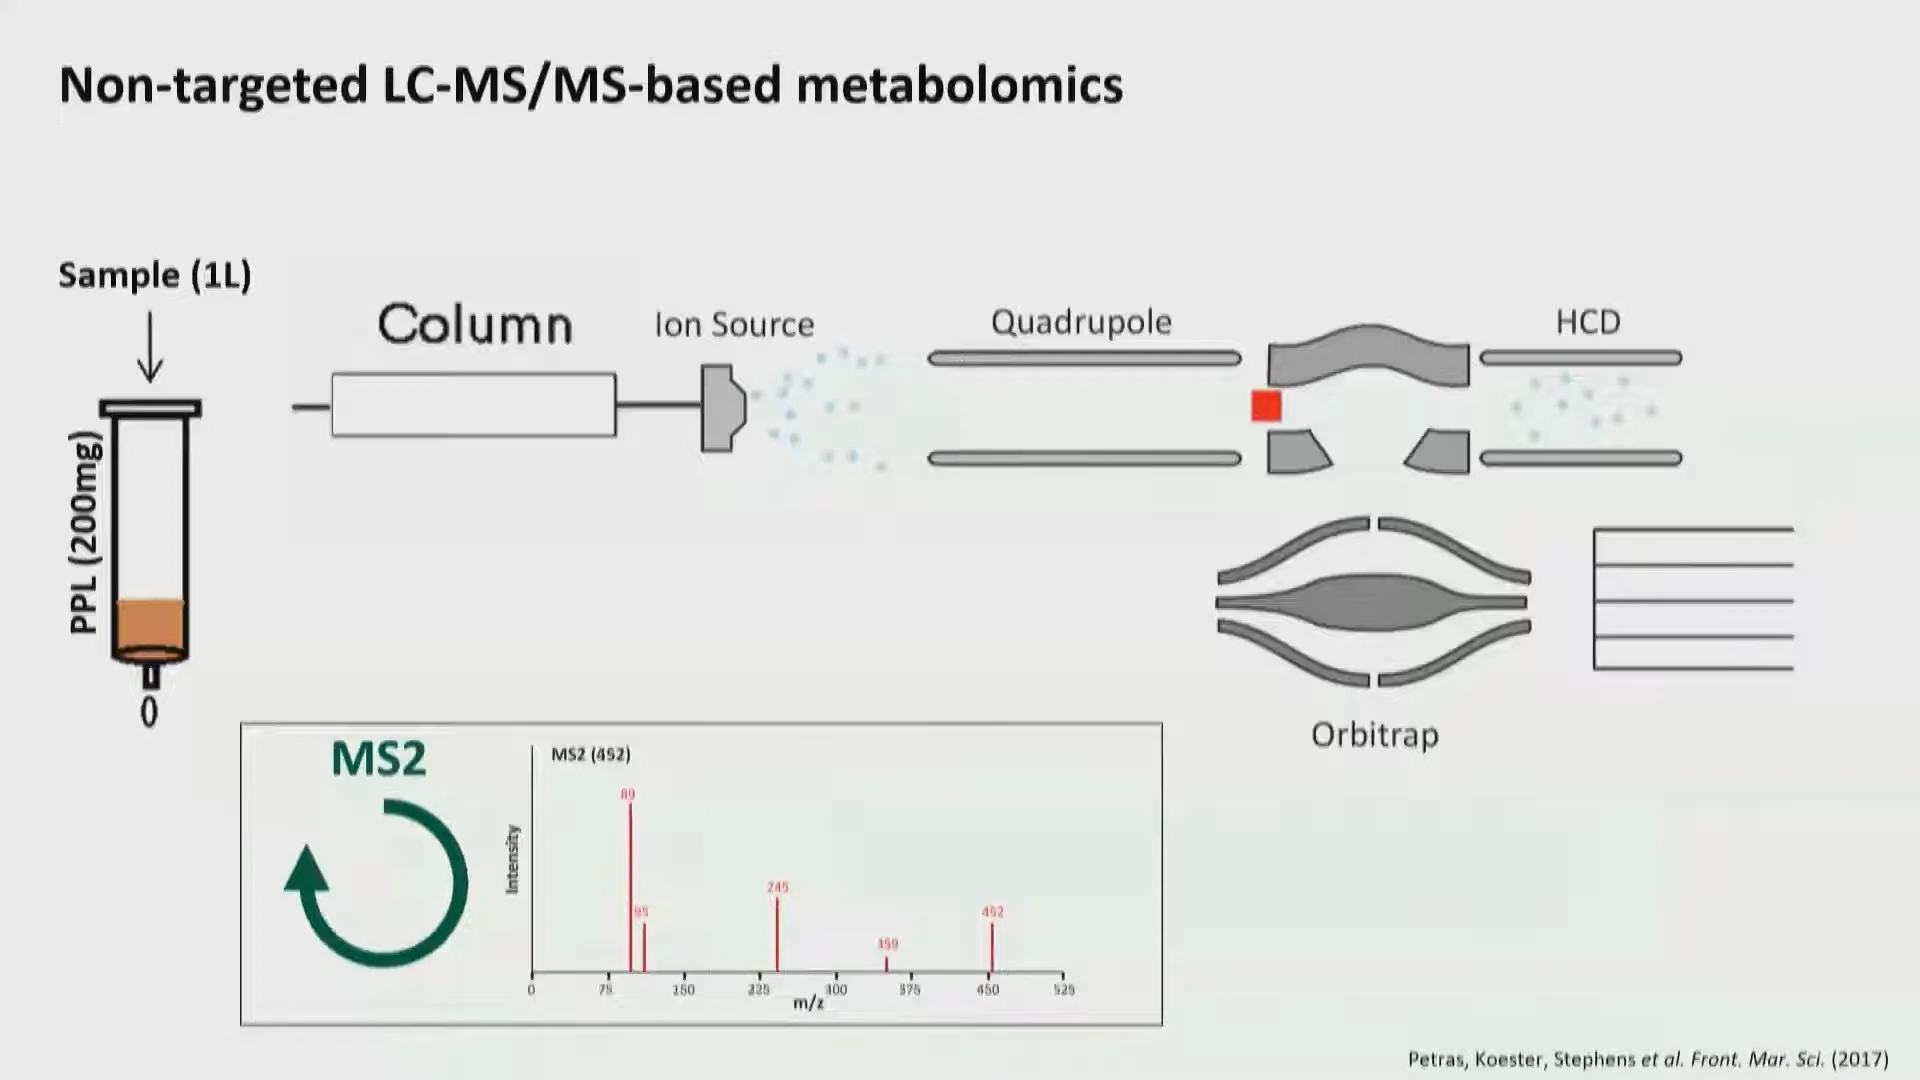 Non-targeted LC-MS/MS-based metabolomics
Sample (1L)
PPL (200mg)
Column
Ion Source
Quadrupole
HCD
Orbitrap
MS2
MS2 (452)
Intensity
89
95
245
359
452
0 75 150 225 300 375 450 525
m/z
Petras, Koester, Stephens et al. Front. Mar. Sci. (2017)